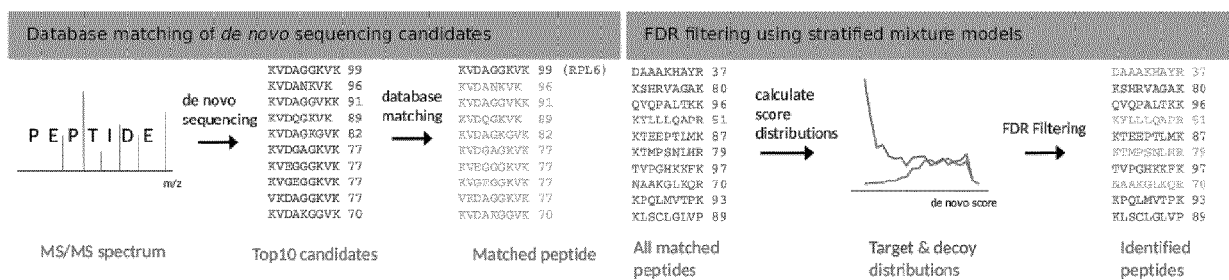 Database matching of de novo sequencing candidates
P E P T I D E
m/z
MS/MS spectrum
de novo
sequencing
KVDAGGKVK 99
KVDANKVK 96
KVDAGGVKK 91
KVDQGKVK 89
KVDAGKGVK 82
KVDGAGKVK 77
KVEGGGKVK 77
KVGEGGKVK 77
VKDAGGKVK 77
KVDAKGGVK 70
Top10 candidates
database
matching
KVDAGGKVK 99 (RPL6)
KVDANKVK 96
KVDAGGVKK 91
KVDQGKVK 89
KVDAGKGVK 82
KVDGAGKVK 77
KVEGGGKVK 77
KVGEGGKVK 77
VKDAGGKVK 77
KVDAKGGVK 70
Matched peptide
FDR filtering using stratified mixture models
DAAAKHAYR 37
KSHRVAGAK 80
QVQPALTKK 96
KTLLLQAPR 51
KTEEPTLMK 87
KTMPSNLHR 79
TVPGHKKFK 97
NAAKGLKQR 70
KPQLMVTPK 93
KLSCLGLVP 89
All matched
peptides
calculate
score
distributions
de novo score
Target & decoy
distributions
FDR Filtering
DAAAKHAYR 37
KSHRVAGAK 80
QVQPALTKK 96
KTLLLQAPR 51
KTEEPTLMK 87
KTMPSNLHR 79
TVPGHKKFK 97
NAAKGLKQR 70
KPQLMVTPK 93
KLSCLGLVP 89
Identified
peptides